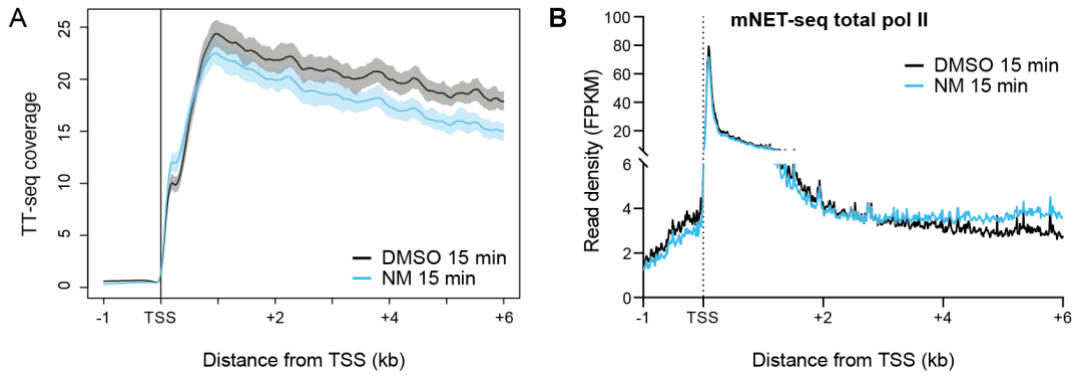 A
TT-seq coverage
25
20
15
10
5
0
DMSO 15 min
NM 15 min
-1
TSS
+2
+4
+6
Distance from TSS (kb)
B
mNET-seq total pol II
Read density (FPKM)
100
80
60
40
20
6
4
2
0
DMSO 15 min
NM 15 min
-1
TSS
+2
+4
+6
Distance from TSS (kb)